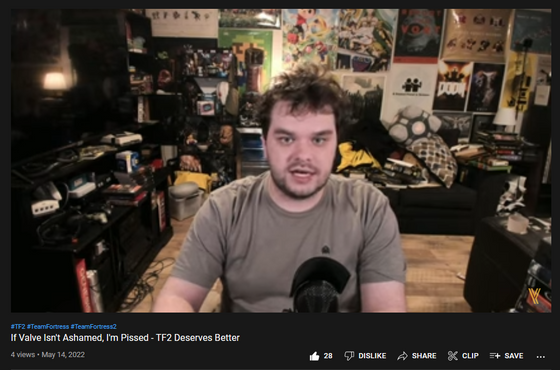 #TF2 #TeamFortress #TeamFortress2
If Valve Isn't Ashamed, I'm Pissed - TF2 Deserves Better
4 views • May 14, 2022
28
DISLIKE
SHARE
CLIP
SAVE